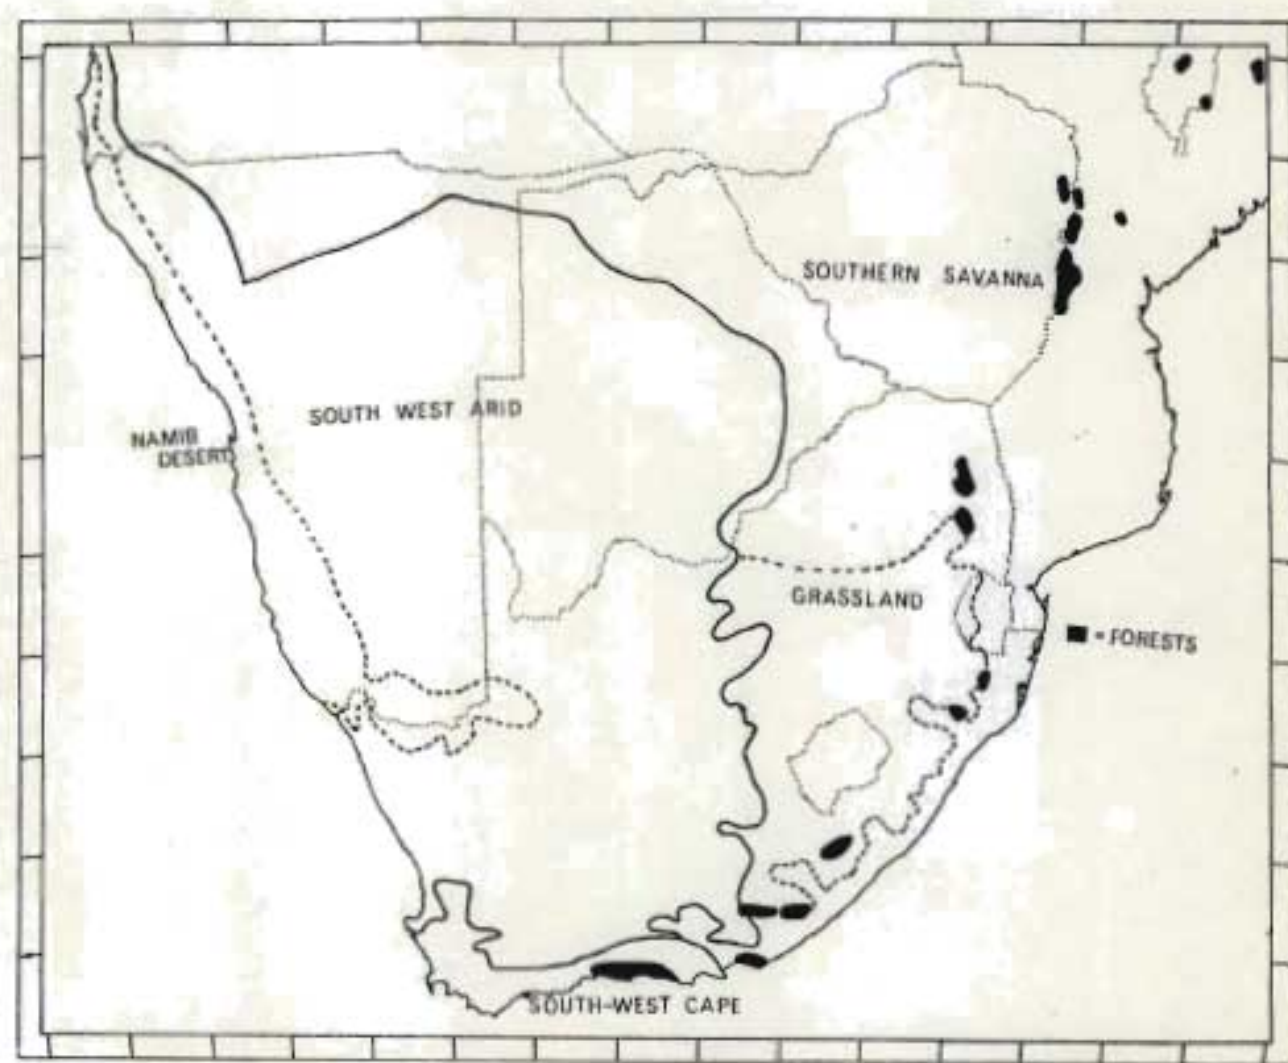 SOUTHERN SAVANNA
SOUTH WEST ARID
NAMIB
DESERT
GRASSLAND
= FORESTS
SOUTH-WEST CAPE